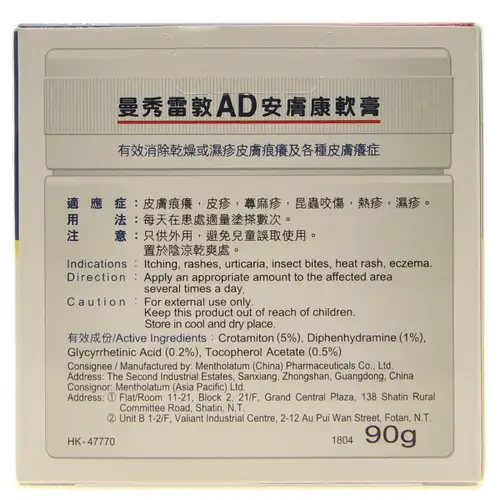 曼秀雷敦AD安膚康軟膏
有效消除乾燥或濕疹皮膚痕癢及各種皮膚癢症
適應症：皮膚痕癢，皮疹，蕁麻疹，昆蟲咬傷，熱疹，濕疹。
用法：每天在患處適量塗搽數次。
注意：只供外用，避免兒童誤取使用。
置於陰涼乾爽處。
Indications : Itching, rashes, urticaria, insect bites, heat rash, eczema.
Direction : Apply an appropriate amount to the affected area
several times a day.
Caution : For external use only.
Keep this product out of reach of children.
Store in cool and dry place.
有效成份/Active Ingredients : Crotamiton (5%), Diphenhydramine (1%),
Glycyrrhetinic Acid (0.2%), Tocopherol Acetate (0.5%)
Consignee / Manufactured by: Mentholatum (China) Pharmaceuticals Co., Ltd.
Address: The Second Industrial Estates, Sanxiang, Zhongshan, Guangdong, China
Consignor: Mentholatum (Asia Pacific) Ltd.
Address: ① Flat/Room 11-21, Block 2, 21/F, Grand Central Plaza, 138 Shatin Rural
Committee Road, Shatin, N.T.
② Unit B 1-2/F, Valiant Industrial Centre, 2-12 Au Pui Wan Street, Fotan, N.T.
HK-47770 1804 90g